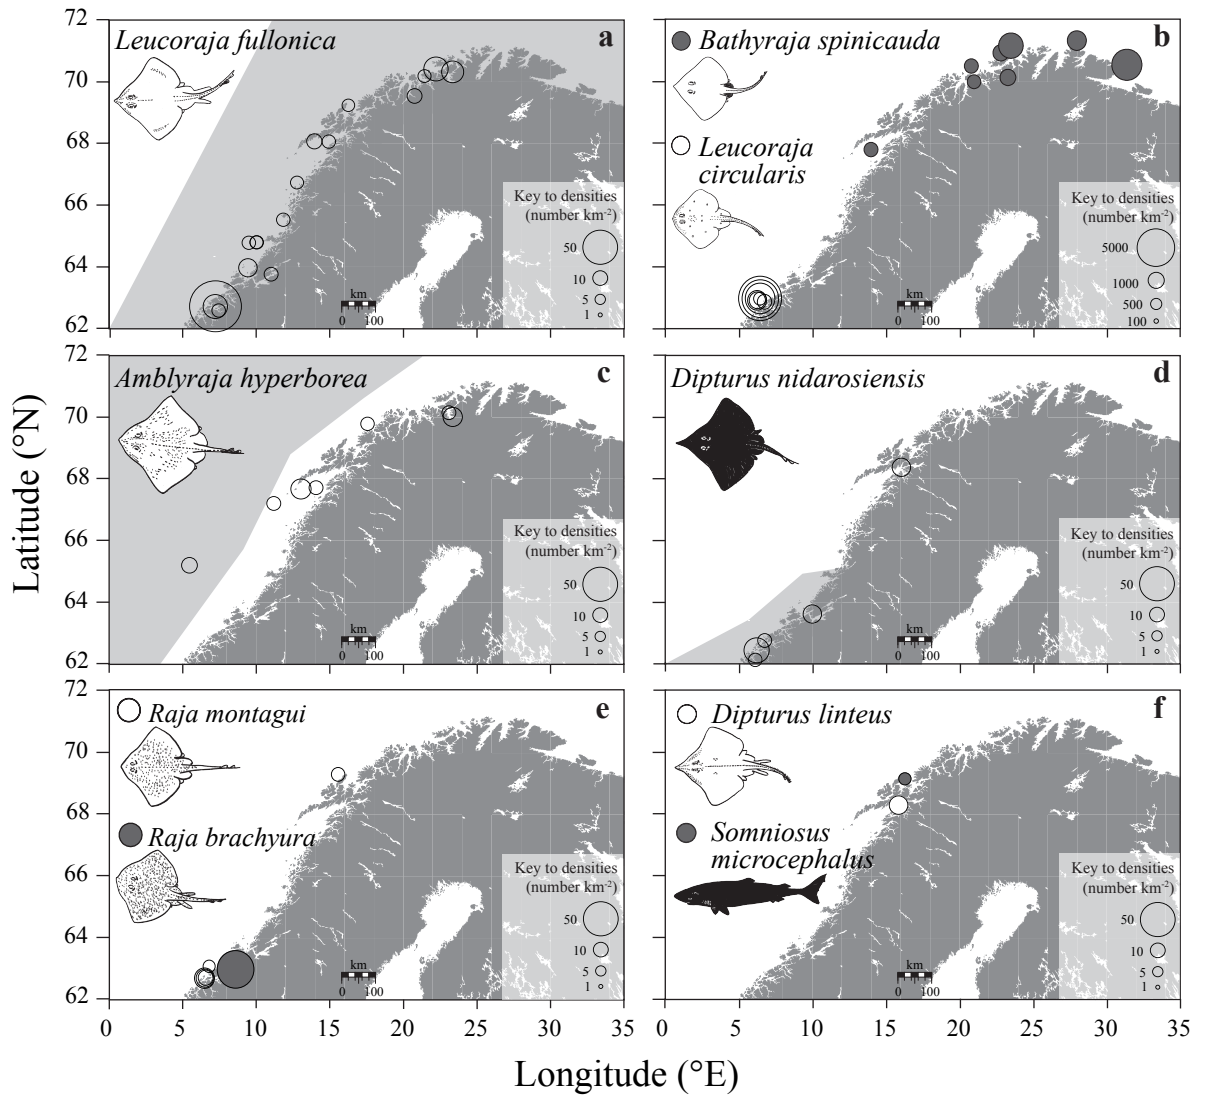 Leucoraja fullonica
a
72
70
68
66
64
62
Key to densities
(number km-2)
50
10
5
1
km
0 100
Bathyraja spinicauda
b
Leucoraja
circularis
Key to densities
(number km-2)
5000
1000
500
100
km
0 100
Amblyraja hyperborea
c
72
70
68
66
64
62
Key to densities
(number km-2)
50
10
5
1
km
0 100
Dipturus nidarosiensis
d
Key to densities
(number km-2)
50
10
5
1
km
0 100
Latitude (°N)
Raja montagui
e
Raja brachyura
72
70
68
66
64
62
Key to densities
(number km-2)
50
10
5
1
km
0 100
0 5 10 15 20 25 30 35
Dipturus linteus
f
Somniosus
microcephalus
Key to densities
(number km-2)
50
10
5
1
km
0 100
0 5 10 15 20 25 30 35
Longitude (°E)